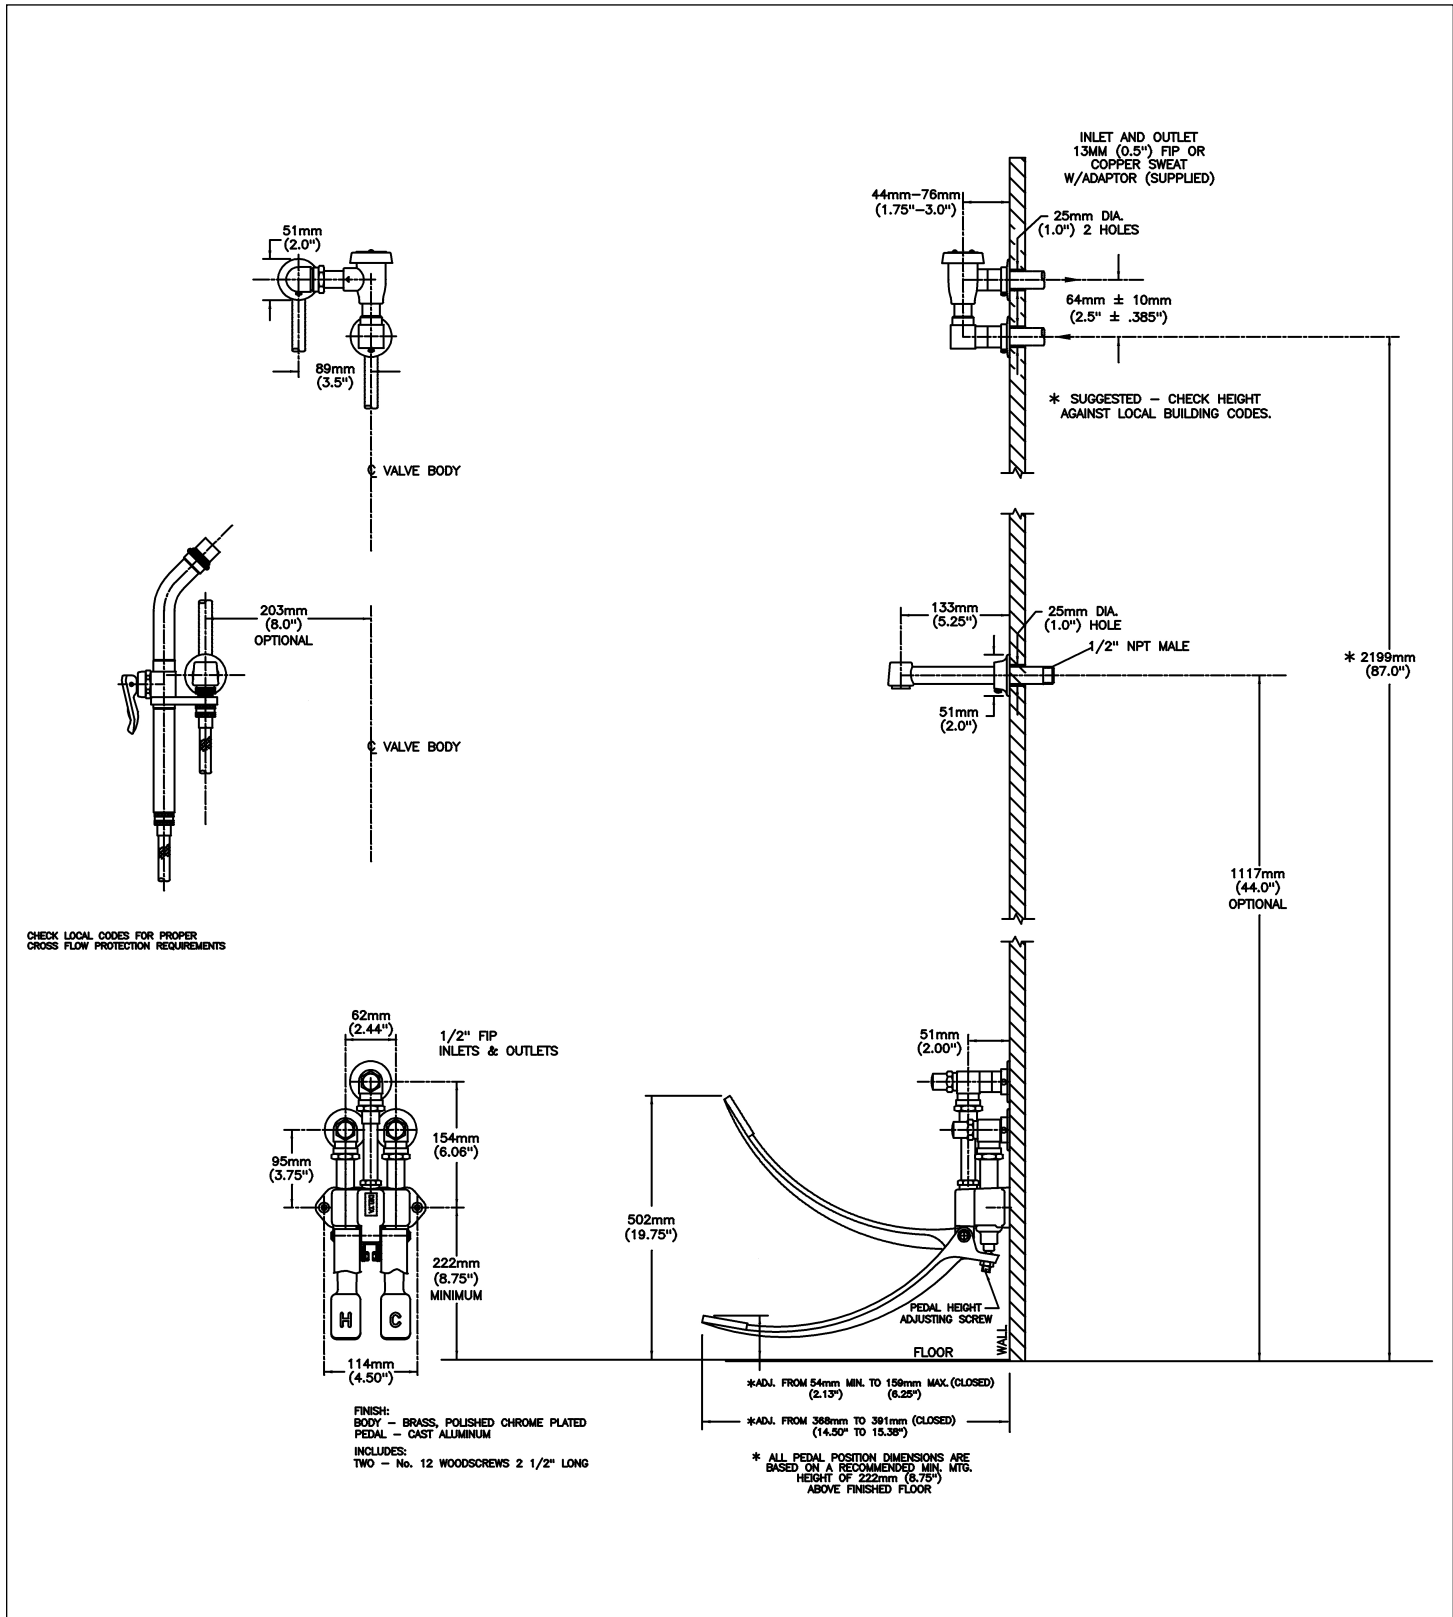 INLET AND OUTLET
13MM (0.5") FIP OR
COPPER SWEAT
W/ADAPTOR (SUPPLIED)
44mm-76mm
(1.75"-3.0")
25mm DIA.
(1.0") 2 HOLES
51mm
(2.0")
64mm ± 10mm
(2.5" ± .385")
89mm
(3.5")
* SUGGESTED - CHECK HEIGHT
AGAINST LOCAL BUILDING CODES.
℄ VALVE BODY
203mm
(8.0")
OPTIONAL
133mm
(5.25")
25mm DIA.
(1.0") HOLE
1/2" NPT MALE
* 2199mm
(87.0")
51mm
(2.0")
℄ VALVE BODY
1117mm
(44.0")
OPTIONAL
CHECK LOCAL CODES FOR PROPER
CROSS FLOW PROTECTION REQUIREMENTS
62mm
(2.44")
1/2" FIP
INLETS & OUTLETS
51mm
(2.00")
154mm
(6.06")
95mm
(3.75")
DELTA
502mm
(19.75")
222mm
(8.75")
MINIMUM
H C
PEDAL HEIGHT
ADJUSTING SCREW
WALL
FLOOR
114mm
(4.50")
*ADJ. FROM 54mm MIN. TO 159mm MAX. (CLOSED)
(2.13") (6.25")
*ADJ. FROM 368mm TO 391mm (CLOSED)
(14.50" TO 15.38")
FINISH:
BODY - BRASS, POLISHED CHROME PLATED
PEDAL - CAST ALUMINUM
INCLUDES:
TWO - No. 12 WOODSCREWS 2 1/2" LONG
* ALL PEDAL POSITION DIMENSIONS ARE
BASED ON A RECOMMENDED MIN. MTG.
HEIGHT OF 222mm (8.75")
ABOVE FINISHED FLOOR